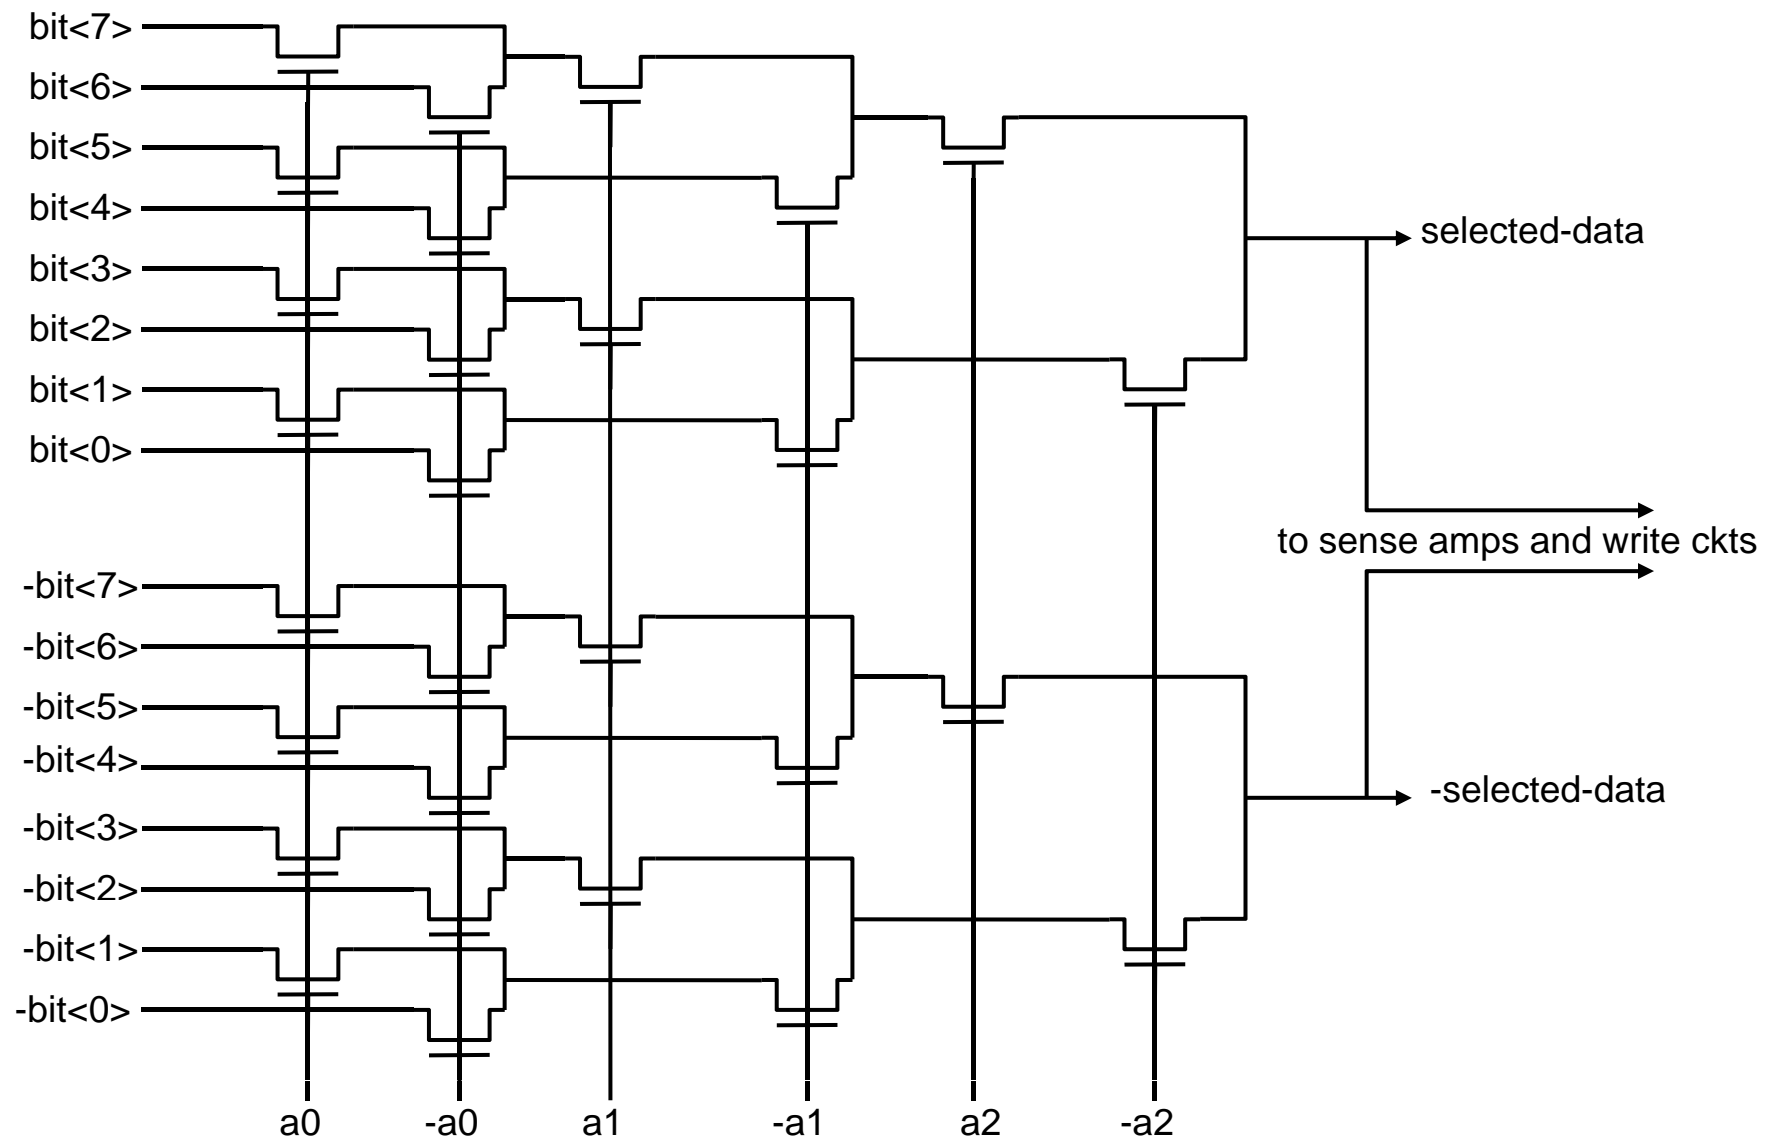 bit<7>
bit<6>
bit<5>
bit<4>
bit<3>
bit<2>
bit<1>
bit<0>
selected-data
to sense amps and write ckts
-bit<7>
-bit<6>
-bit<5>
-bit<4>
-bit<3>
-bit<2>
-bit<1>
-bit<0>
-selected-data
a0 -a0 a1 -a1 a2 -a2